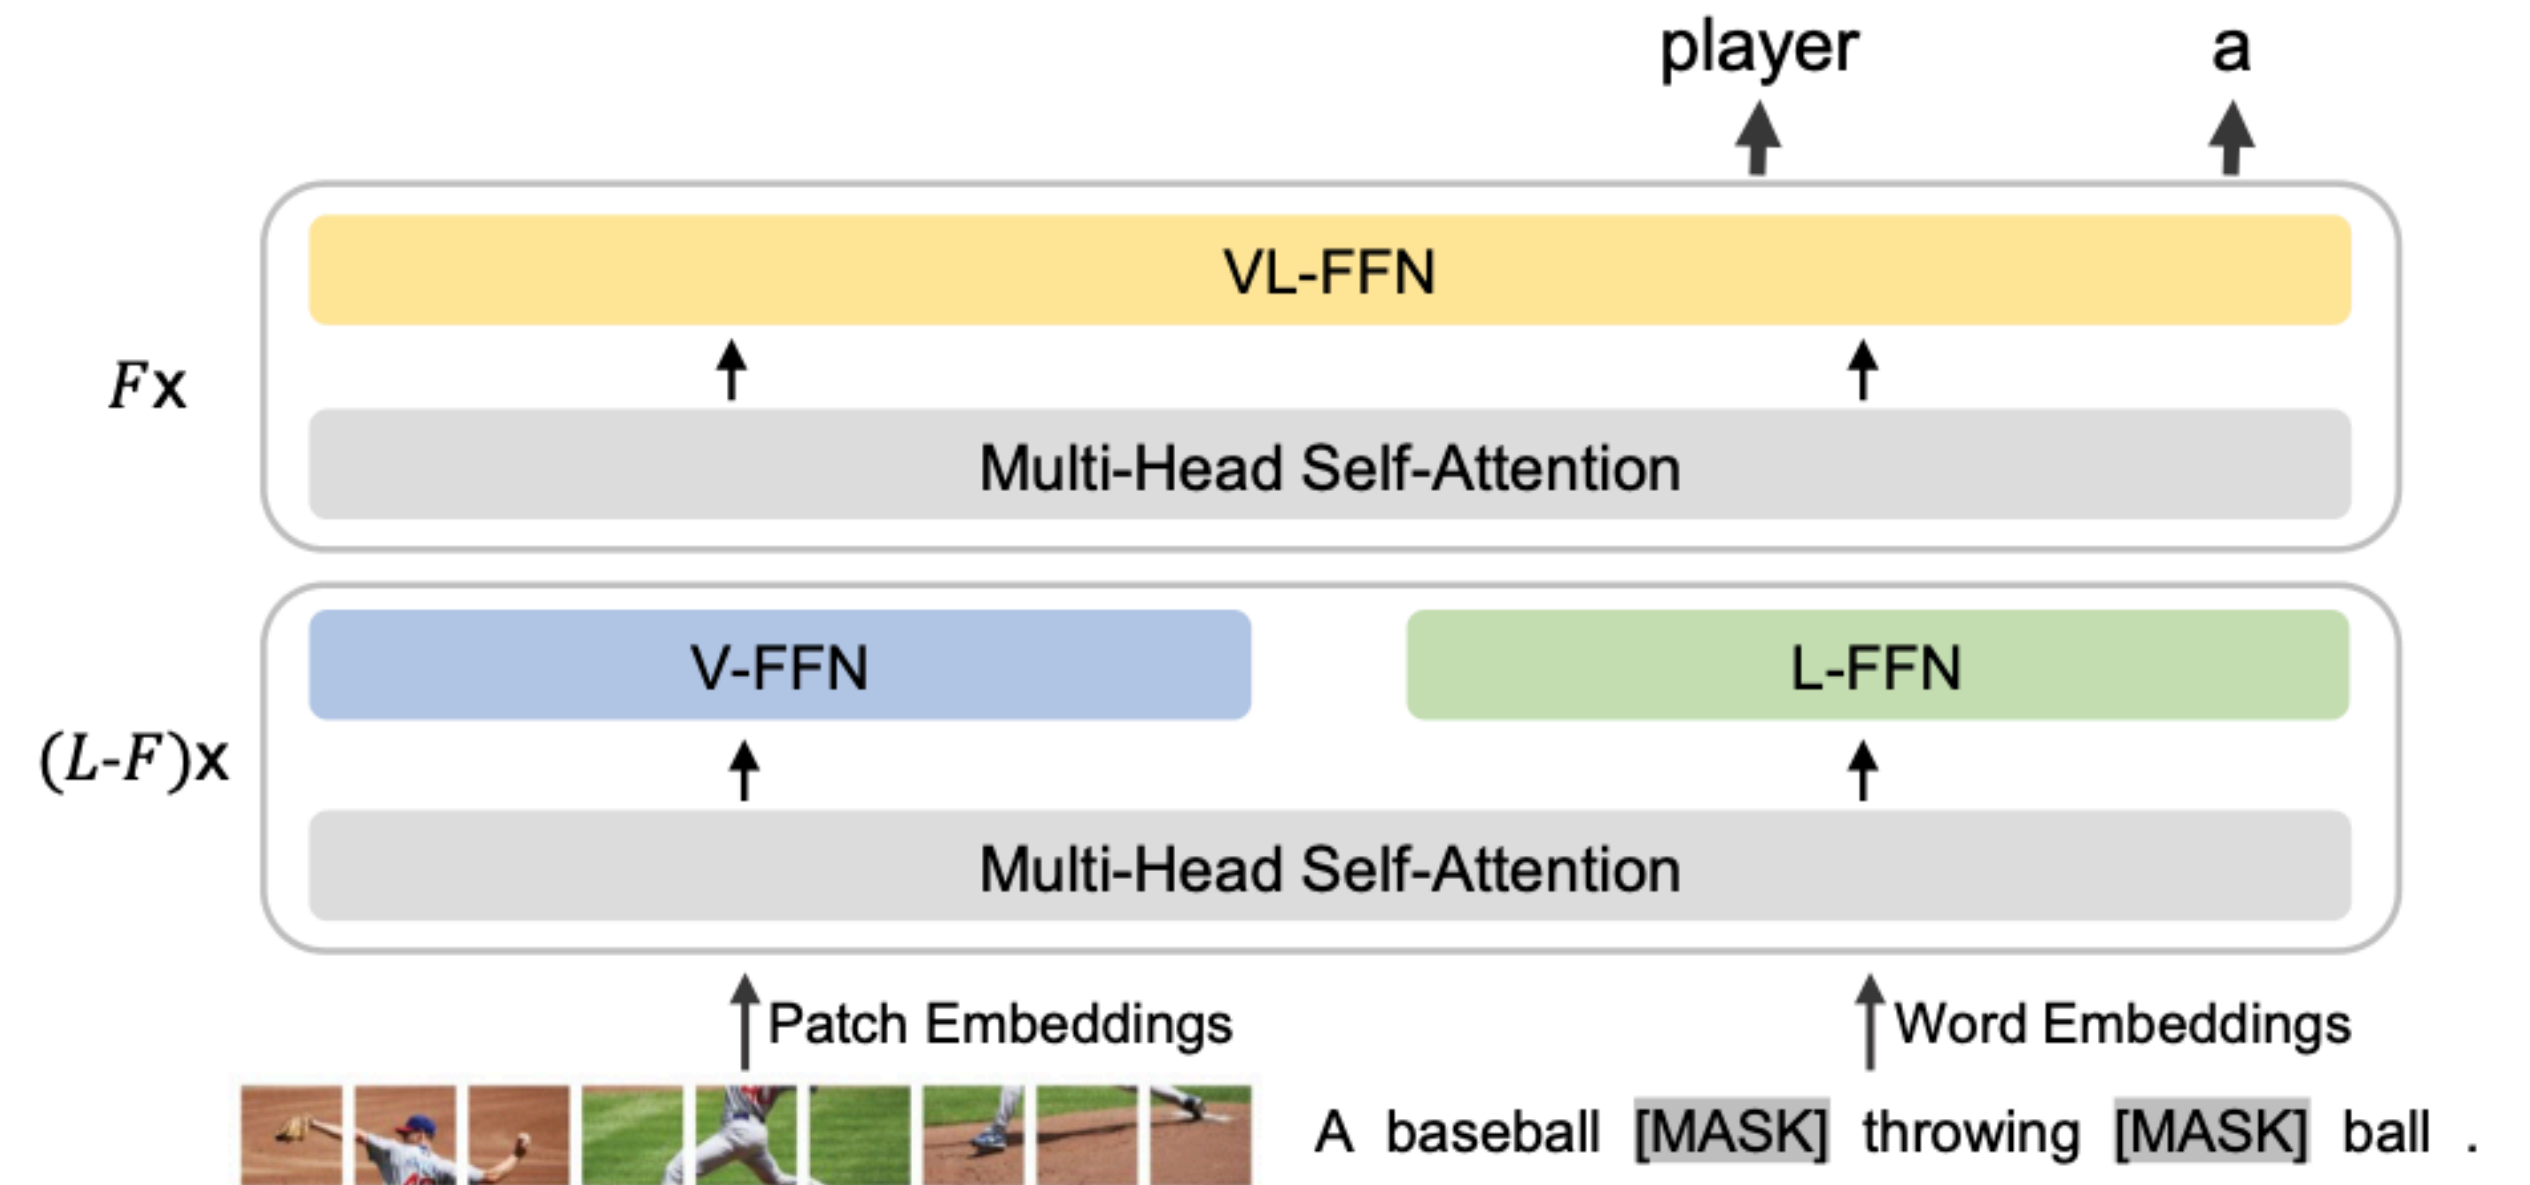 player a
VL-FFN
Fx
Multi-Head Self-Attention
V-FFN L-FFN
(L-F)x
Multi-Head Self-Attention
Patch Embeddings Word Embeddings
A baseball [MASK] throwing [MASK] ball .